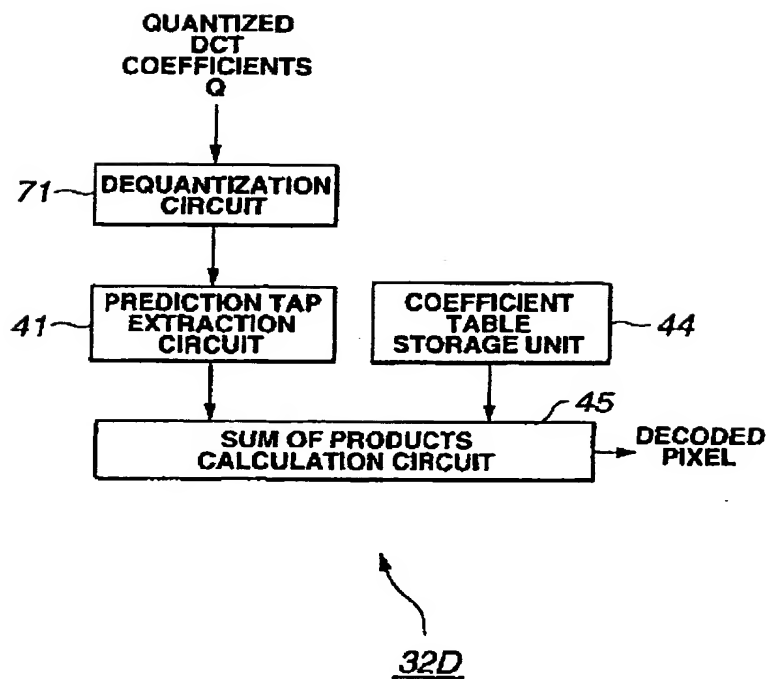 QUANTIZED
DCT
COEFFICIENTS
Q
71
DEQUANTIZATION
CIRCUIT
41
PREDICTION TAP
EXTRACTION
CIRCUIT
COEFFICIENT
TABLE
STORAGE UNIT
44
45
SUM OF PRODUCTS
CALCULATION CIRCUIT
DECODED
PIXEL
32D